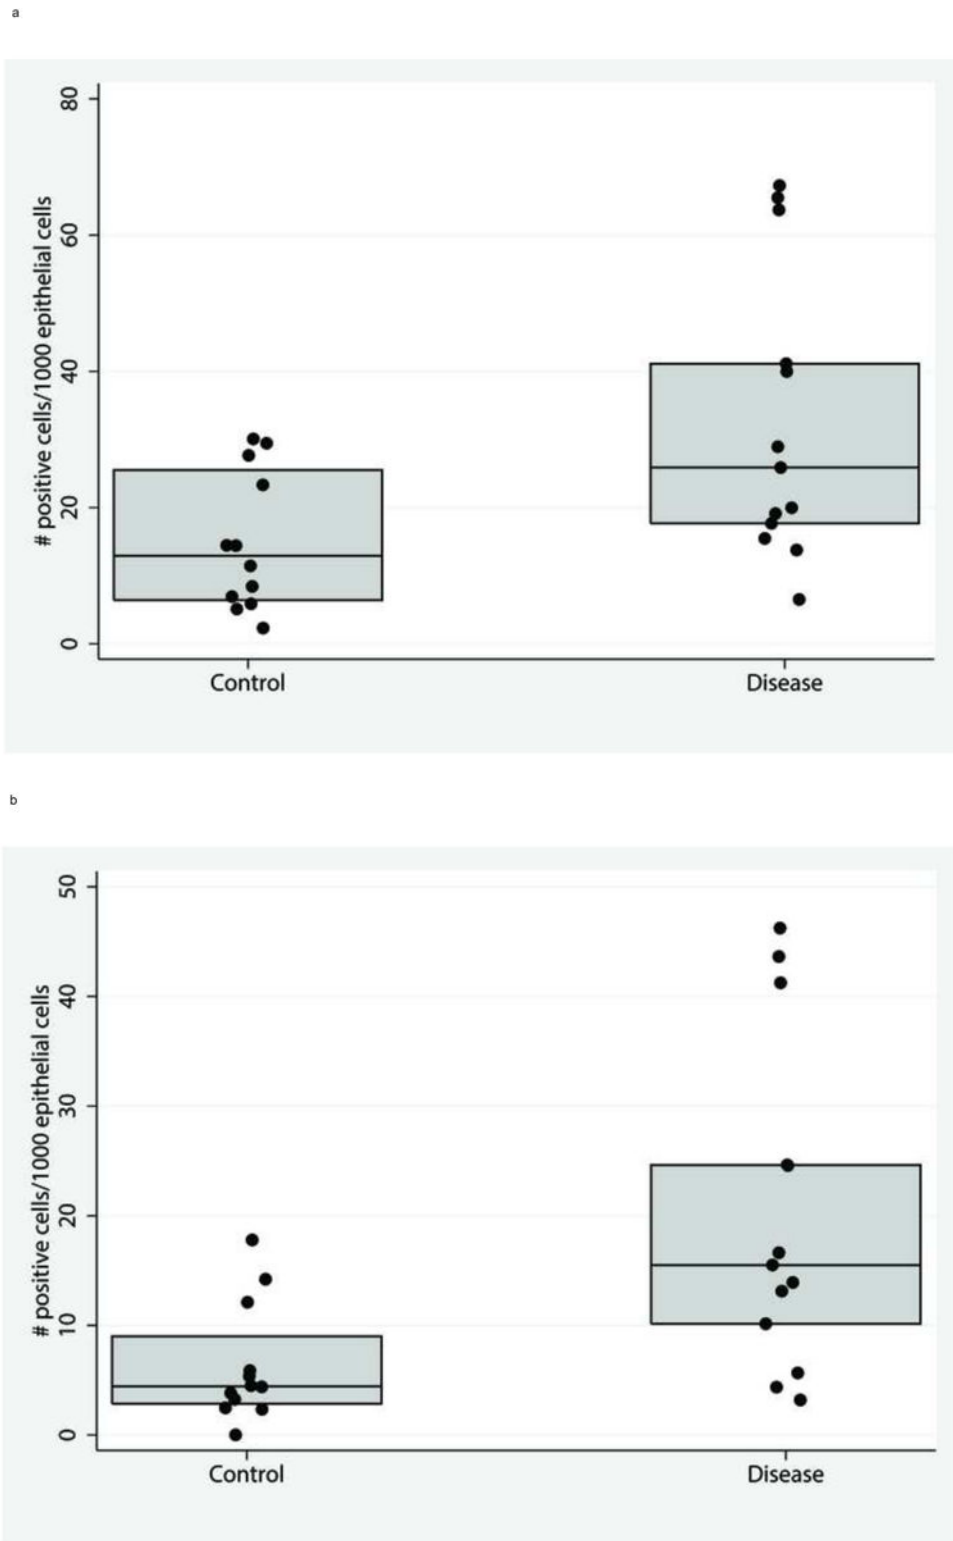 a
80
60
40
20
0
# positive cells/1000 epithelial cells
Control
Disease
b
50
40
30
20
10
0
# positive cells/1000 epithelial cells
Control
Disease